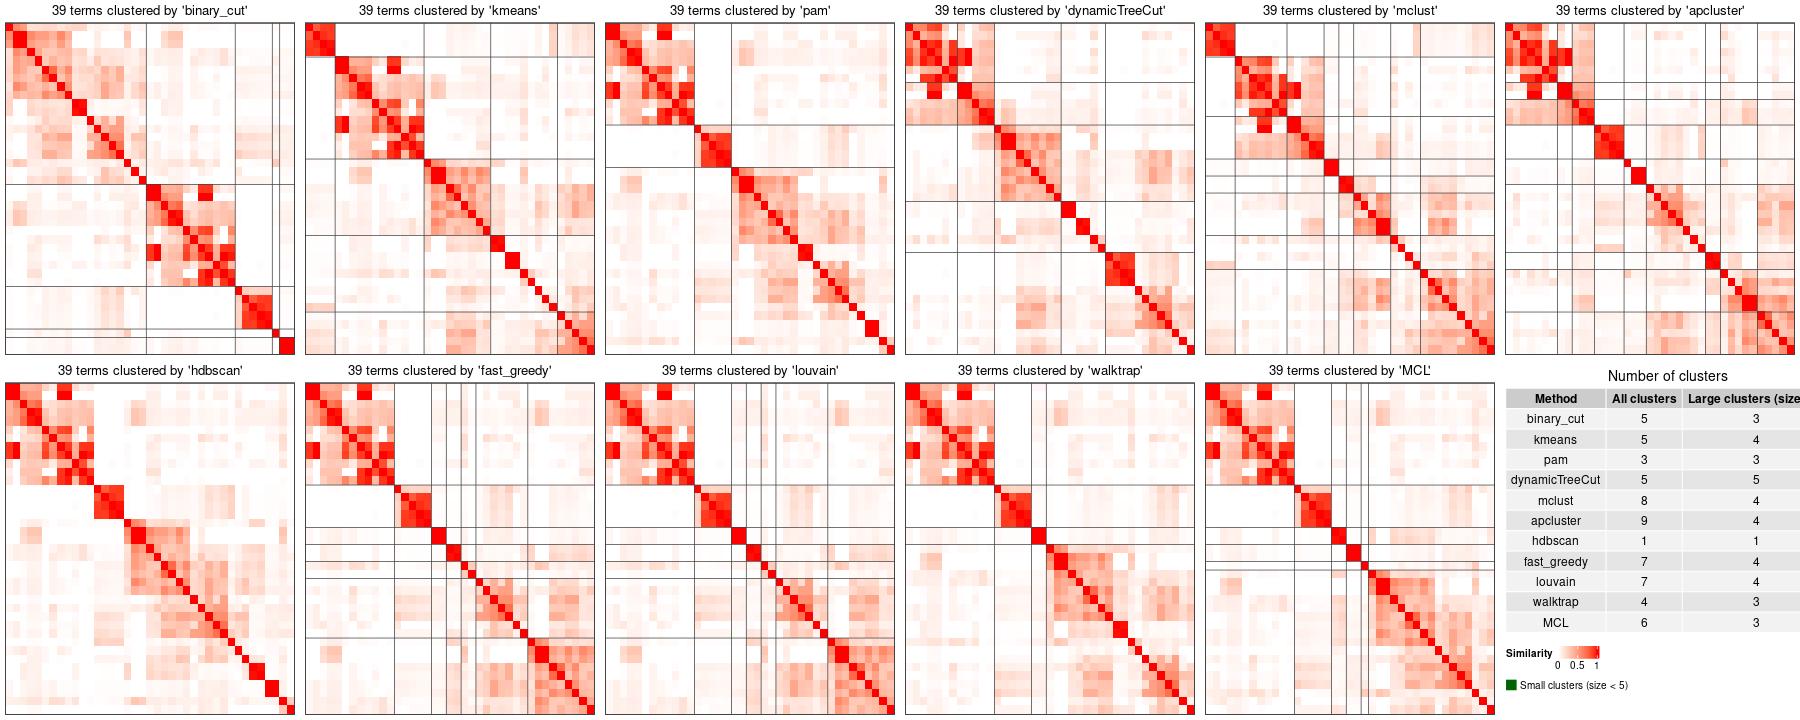 39 terms clustered by 'binary_cut'
39 terms clustered by 'kmeans'
39 terms clustered by 'pam'
39 terms clustered by 'dynamicTreeCut'
39 terms clustered by 'mclust'
39 terms clustered by 'apcluster'
39 terms clustered by 'hdbscan'
39 terms clustered by 'fast_greedy'
39 terms clustered by 'louvain'
39 terms clustered by 'walktrap'
39 terms clustered by 'MCL'
Number of clusters
Method All clusters Large clusters (size
binary_cut 5 3
kmeans 5 4
pam 3 3
dynamicTreeCut 5 5
mclust 8 4
apcluster 9 4
hdbscan 1 1
fast_greedy 7 4
louvain 7 4
walktrap 4 3
MCL 6 3
Similarity
0 0.5 1
Small clusters (size < 5)